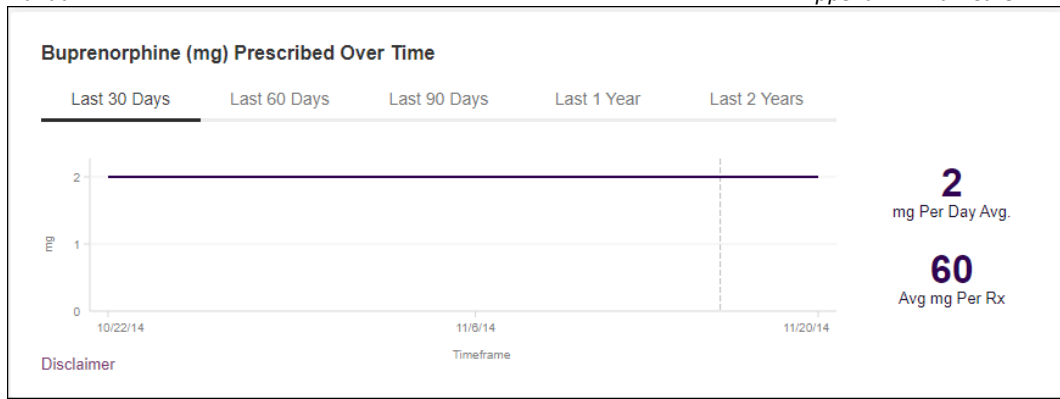 Buprenorphine (mg) Prescribed Over Time
Last 30 Days Last 60 Days Last 90 Days Last 1 Year Last 2 Years
2
mg
1
0
10/22/14 11/6/14 11/20/14
Timeframe
2
mg Per Day Avg.
60
Avg mg Per Rx
Disclaimer